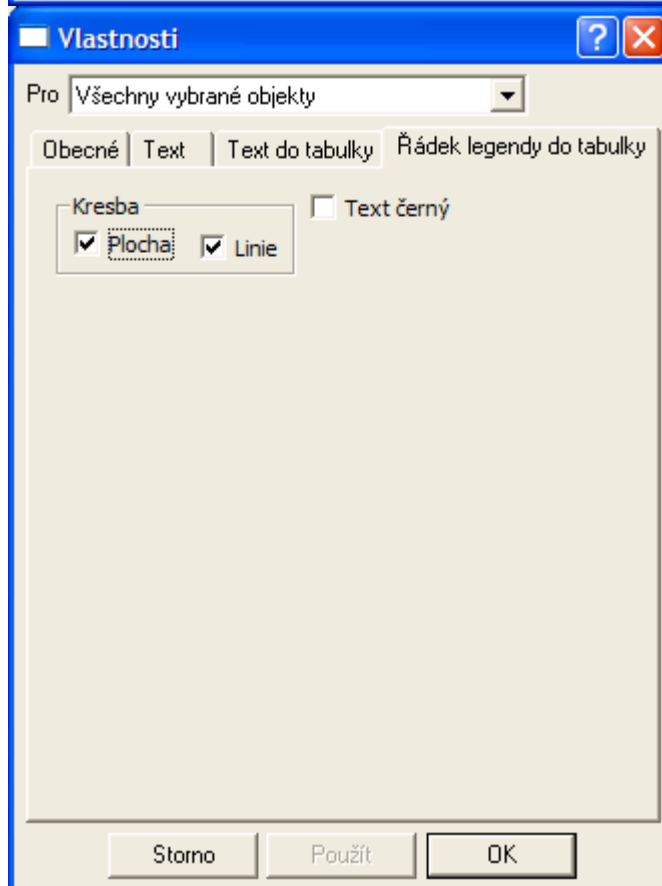 Vlastnosti
Pro Všechny vybrané objekty
Obecné Text Text do tabulky Řádek legendy do tabulky
Kresba Text černý
Plocha Linie
Storno Použít OK